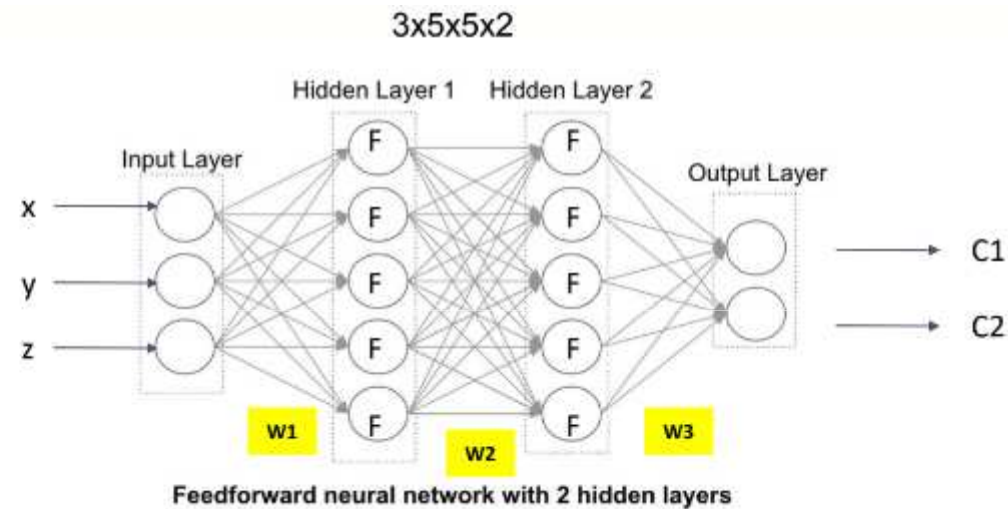 3x5x5x2
Hidden Layer 1 Hidden Layer 2
Input Layer
Output Layer
F F
F F
F F
F F
F F
x
y
z
C1
C2
W1
W2
W3
Feedforward neural network with 2 hidden layers